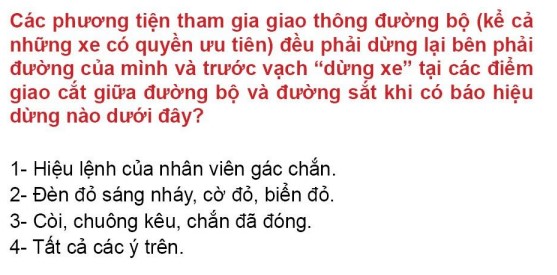 Các phương tiện tham gia giao thông đường bộ (kể cả
những xe có quyền ưu tiên) đều phải dừng lại bên phải
đường của mình và trước vạch “dừng xe” tại các điểm
giao cắt giữa đường bộ và đường sắt khi có báo hiệu
dừng nào dưới đây?
1- Hiệu lệnh của nhân viên gác chắn.
2- Đèn đỏ sáng nháy, cờ đỏ, biển đỏ.
3- Còi, chuông kêu, chắn đã đóng.
4- Tất cả các ý trên.